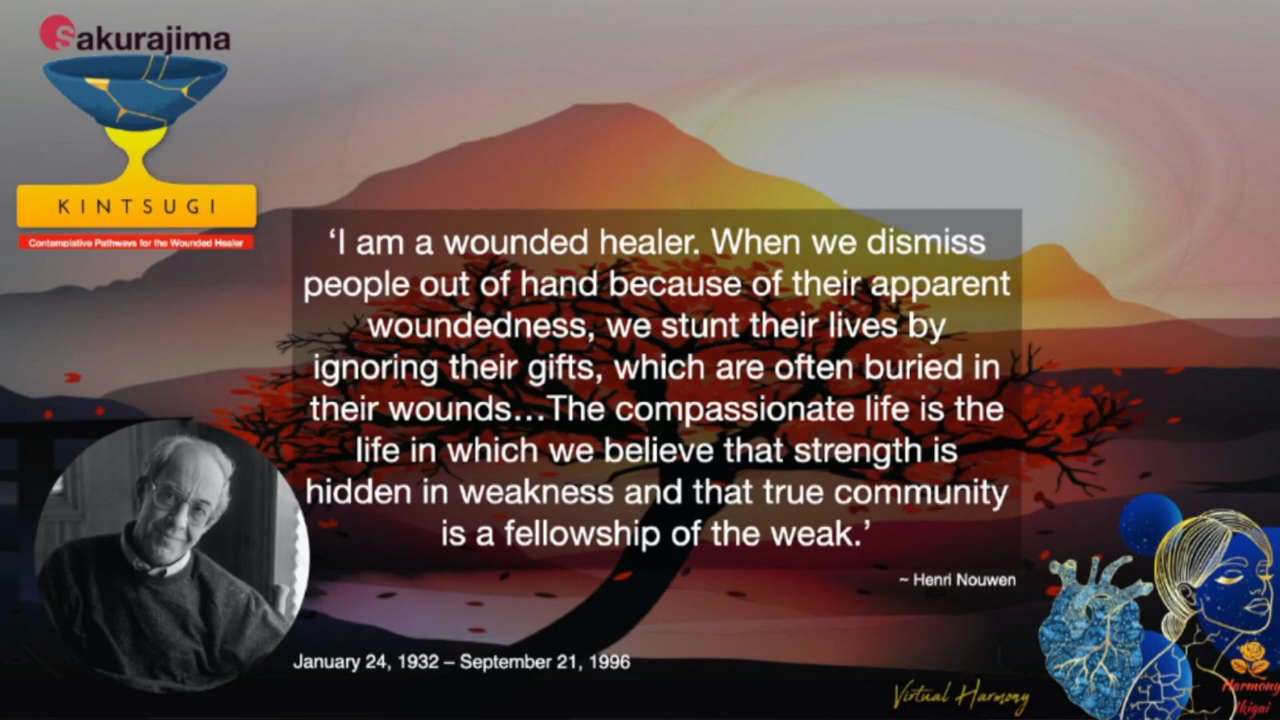 Sakurajima
KINTSUGI
Contemplative Pathways for the Wounded Healer
‘I am a wounded healer. When we dismiss
people out of hand because of their apparent
woundedness, we stunt their lives by
ignoring their gifts, which are often buried in
their wounds…The compassionate life is the
life in which we believe that strength is
hidden in weakness and that true community
is a fellowship of the weak.’
~ Henri Nouwen
January 24, 1932 – September 21, 1996
Virtual Harmony
Harmony
Ikigai